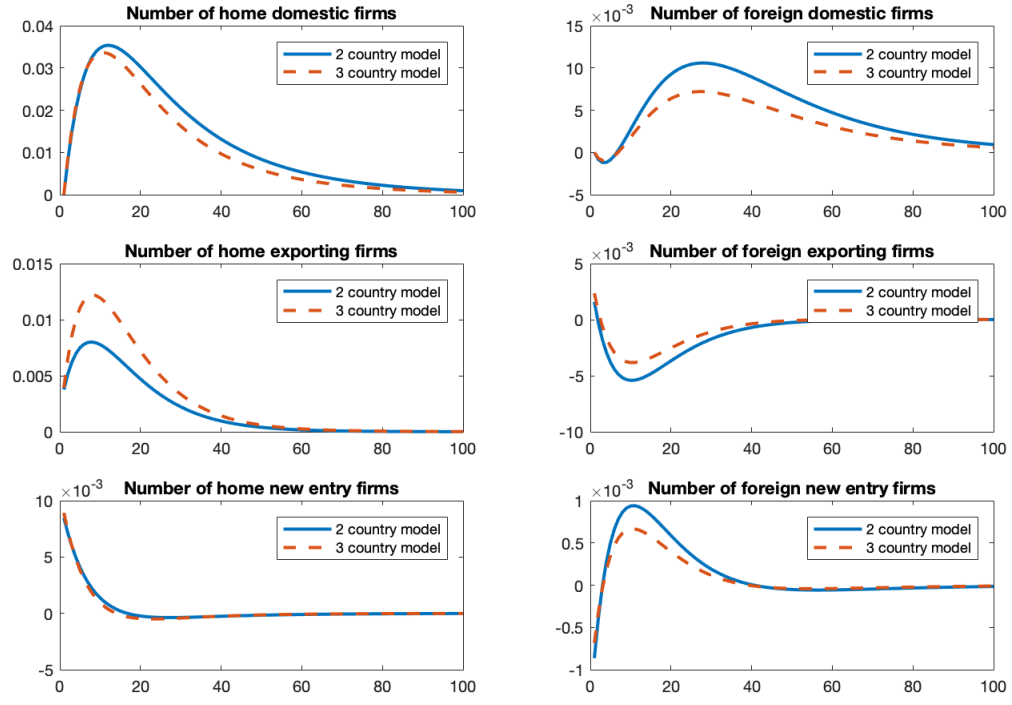 Number of home domestic firms
0.04
0.03
0.02
0.01
0
0 20 40 60 80 100
2 country model
3 country model
Number of foreign domestic firms
×10⁻³
15
10
5
0
-5
0 20 40 60 80 100
2 country model
3 country model
Number of home exporting firms
0.015
0.01
0.005
0
0 20 40 60 80 100
2 country model
3 country model
Number of foreign exporting firms
×10⁻³
5
0
-5
-10
0 20 40 60 80 100
2 country model
3 country model
Number of home new entry firms
×10⁻³
10
5
0
-5
0 20 40 60 80 100
2 country model
3 country model
Number of foreign new entry firms
×10⁻³
1
0.5
0
-0.5
-1
0 20 40 60 80 100
2 country model
3 country model